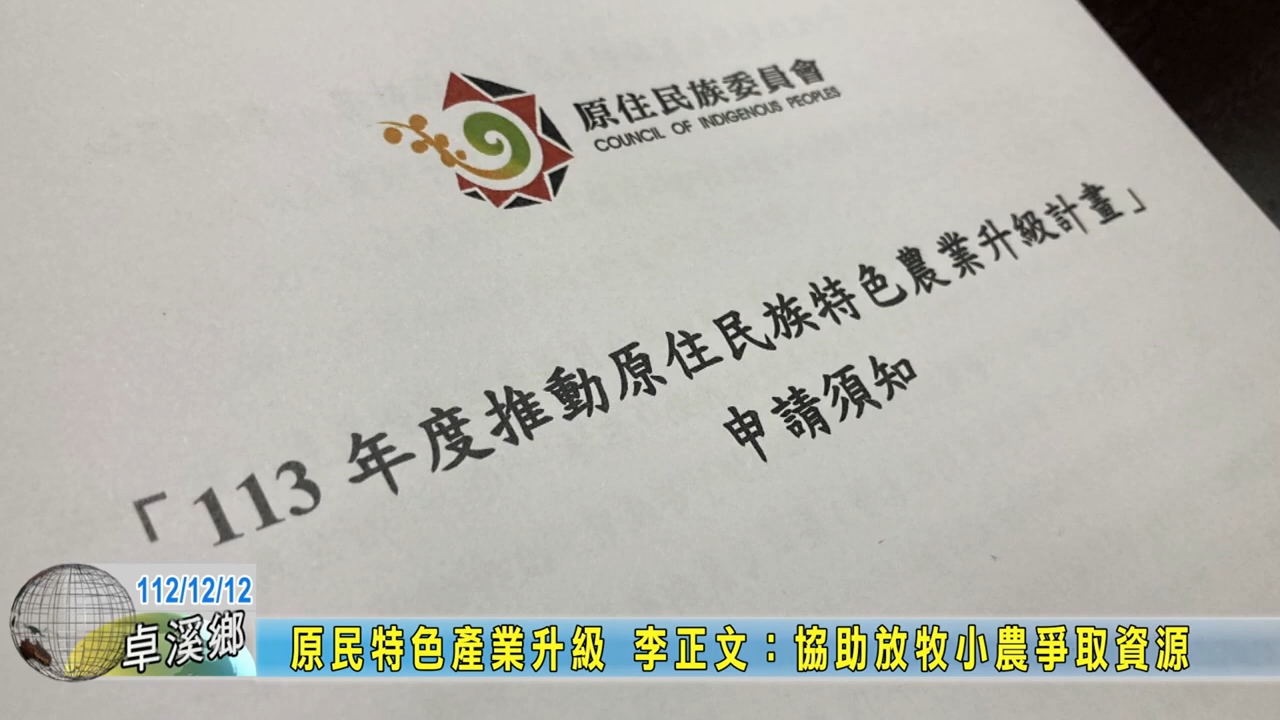 原住民族委員會
COUNCIL OF INDIGENOUS PEOPLES
「113 年度推動原住民族特色農業升級計畫」
申請須知
112/12/12
卓溪鄉
原民特色產業升級 李正文：協助放牧小農爭取資源